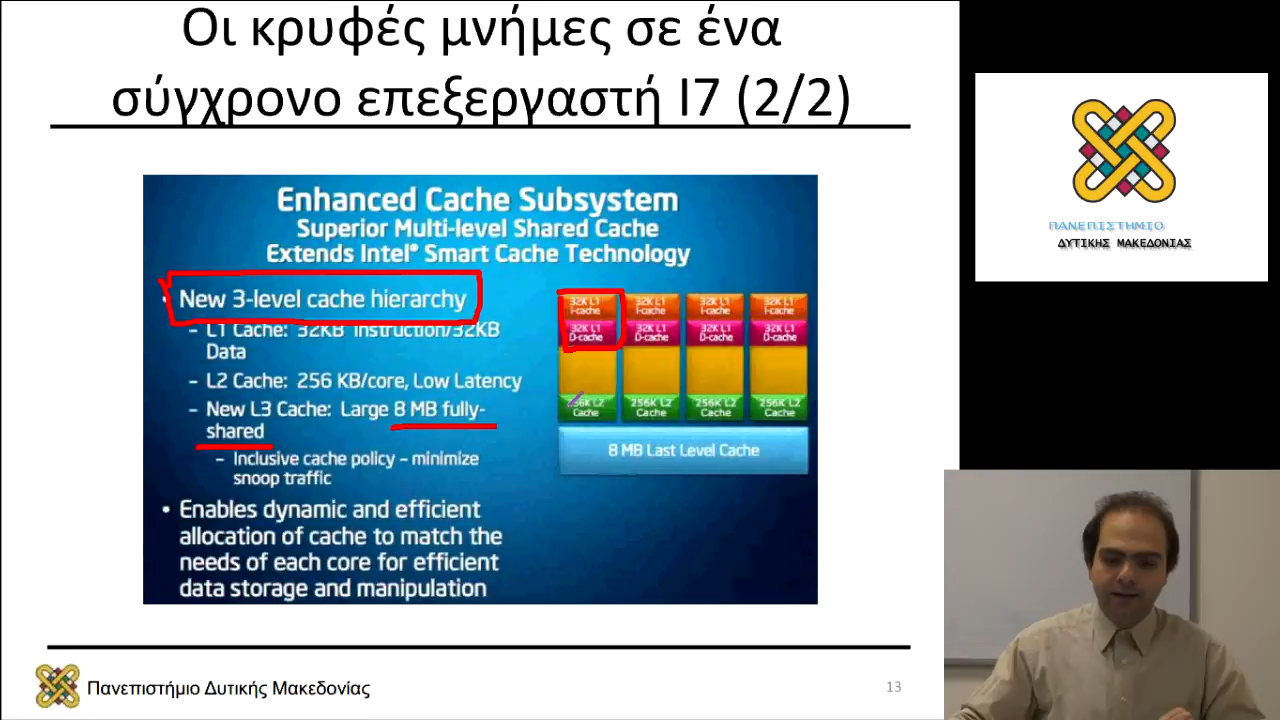 Οι κρυφές μνήμες σε ένα
σύγχρονο επεξεργαστή Ι7 (2/2)
Enhanced Cache Subsystem
Superior Multi-level Shared Cache
Extends Intel® Smart Cache Technology
• New 3-level cache hierarchy
– L1 Cache: 32KB Instruction/32KB
Data
– L2 Cache: 256 KB/core, Low Latency
– New L3 Cache: Large 8 MB fully-
shared
– Inclusive cache policy – minimize
snoop traffic
• Enables dynamic and efficient
allocation of cache to match the
needs of each core for efficient
data storage and manipulation
32K L1 32K L1 32K L1 32K L1
I-cache I-cache I-cache I-cache
32K L1 32K L1 32K L1 32K L1
D-cache D-cache D-cache D-cache
256K L2 256K L2 256K L2
Cache Cache Cache Cache
8 MB Last Level Cache
ΠΑΝΕΠΙΣΤΗΜΙΟ
ΔΥΤΙΚΗΣ ΜΑΚΕΔΟΝΙΑΣ
Πανεπιστήμιο Δυτικής Μακεδονίας
13